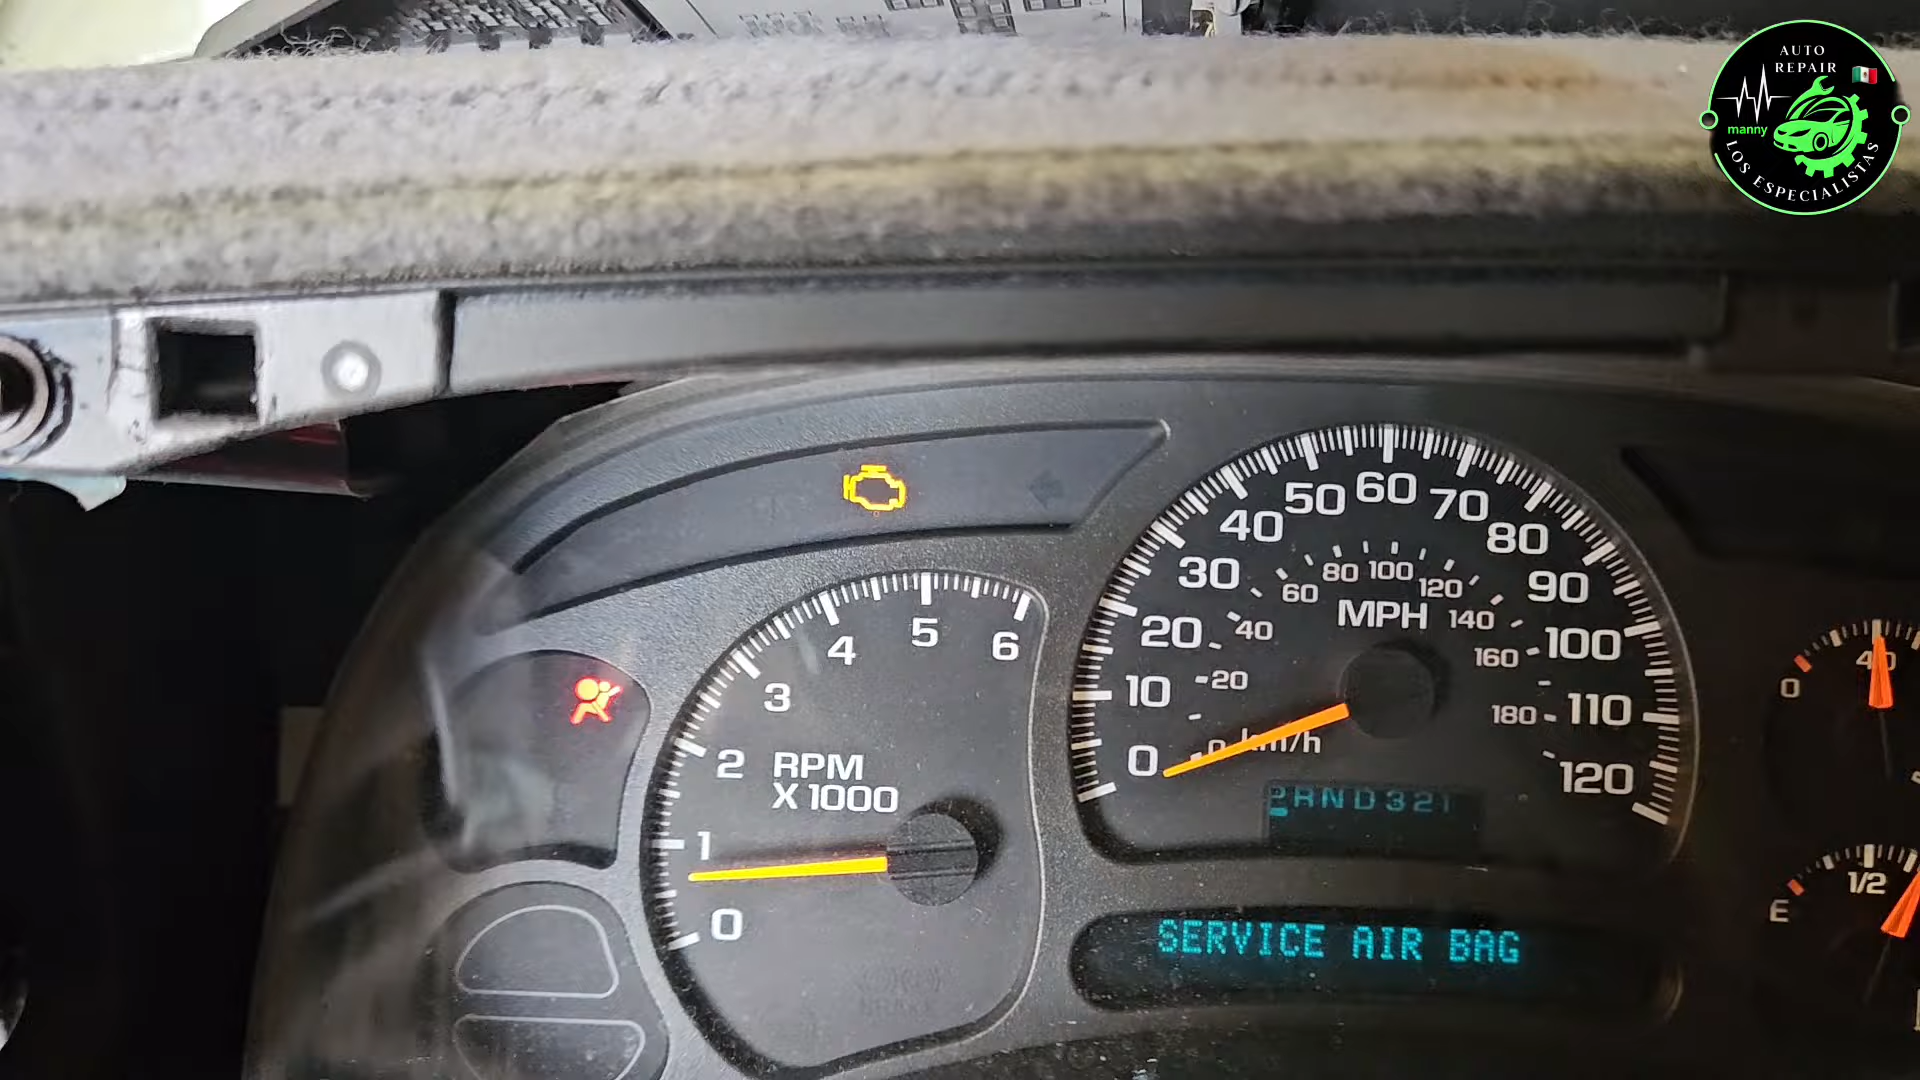 AUTO
REPAIR
manny
LOS ESPECIALISTAS
0
1
2
3
4
5
6
RPM
X 1000
0
10
20
30
40
50
60
70
80
90
100
110
120
20
40
60
80
100
120
140
160
180
MPH
0 km/h
PRND321
SERVICE AIR BAG
BRAKE
0
40
E
1/2